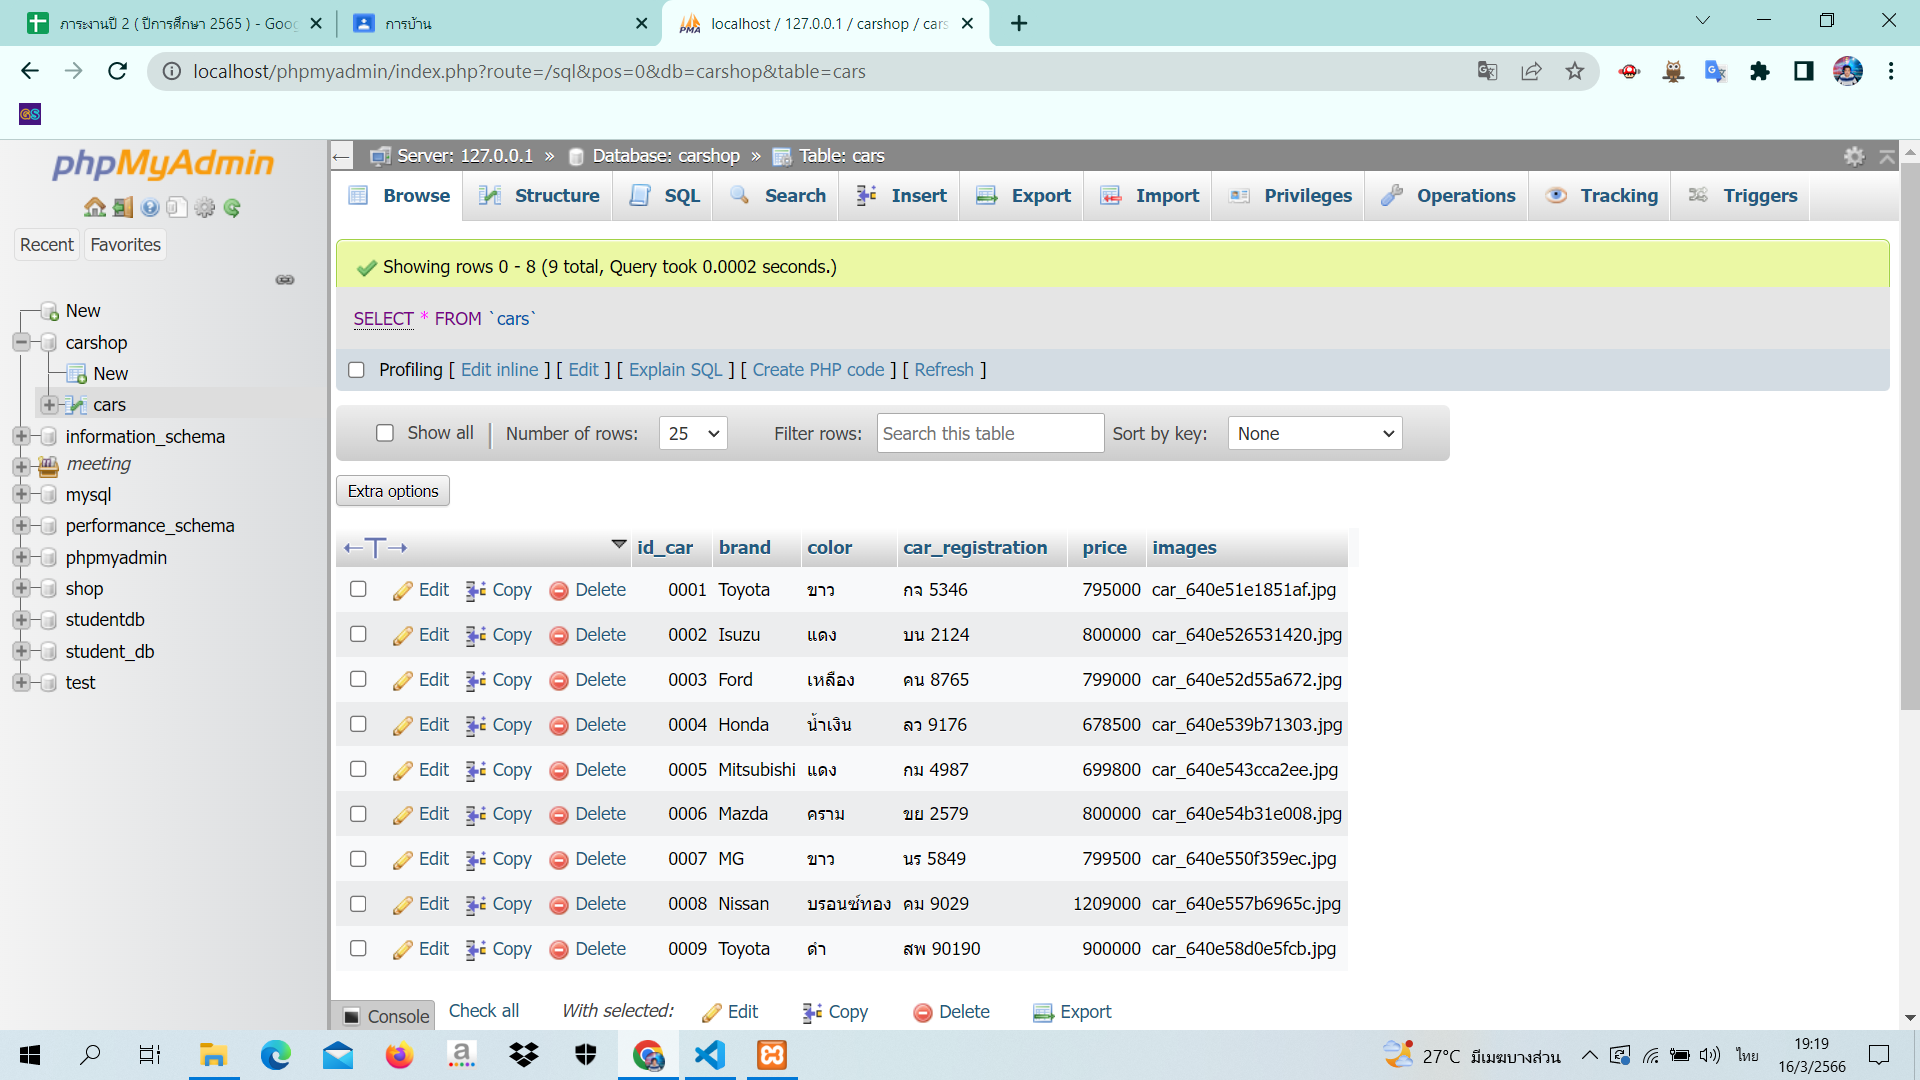 ภาระงานปี 2 ( ปีการศึกษา 2565 ) - Goog
การบ้าน
localhost / 127.0.0.1 / carshop / cars
localhost/phpmyadmin/index.php?route=/sql&pos=0&db=carshop&table=cars
GS
phpMyAdmin
Recent Favorites
New
carshop
New
cars
information_schema
meeting
mysql
performance_schema
phpmyadmin
shop
studentdb
student_db
test
Server: 127.0.0.1 » Database: carshop » Table: cars
Browse Structure SQL Search Insert Export Import Privileges Operations Tracking Triggers
Showing rows 0 - 8 (9 total, Query took 0.0002 seconds.)
SELECT * FROM `cars`
Profiling [ Edit inline ] [ Edit ] [ Explain SQL ] [ Create PHP code ] [ Refresh ]
Show all Number of rows: 25 Filter rows: Search this table Sort by key: None
Extra options
←T→ id_car brand color car_registration price images
Edit Copy Delete 0001 Toyota ขาว กจ 5346 795000 car_640e51e1851af.jpg
Edit Copy Delete 0002 Isuzu แดง บน 2124 800000 car_640e526531420.jpg
Edit Copy Delete 0003 Ford เหลือง คน 8765 799000 car_640e52d55a672.jpg
Edit Copy Delete 0004 Honda น้ำเงิน ลว 9176 678500 car_640e539b71303.jpg
Edit Copy Delete 0005 Mitsubishi แดง กม 4987 699800 car_640e543cca2ee.jpg
Edit Copy Delete 0006 Mazda คราม ขย 2579 800000 car_640e54b31e008.jpg
Edit Copy Delete 0007 MG ขาว นร 5849 799500 car_640e550f359ec.jpg
Edit Copy Delete 0008 Nissan บรอนซ์ทอง คม 9029 1209000 car_640e557b6965c.jpg
Edit Copy Delete 0009 Toyota ดำ สพ 90190 900000 car_640e58d0e5fcb.jpg
Console Check all With selected: Edit Copy Delete Export
27°C มีเมฆบางส่วน ไทย 19:19
16/3/2566